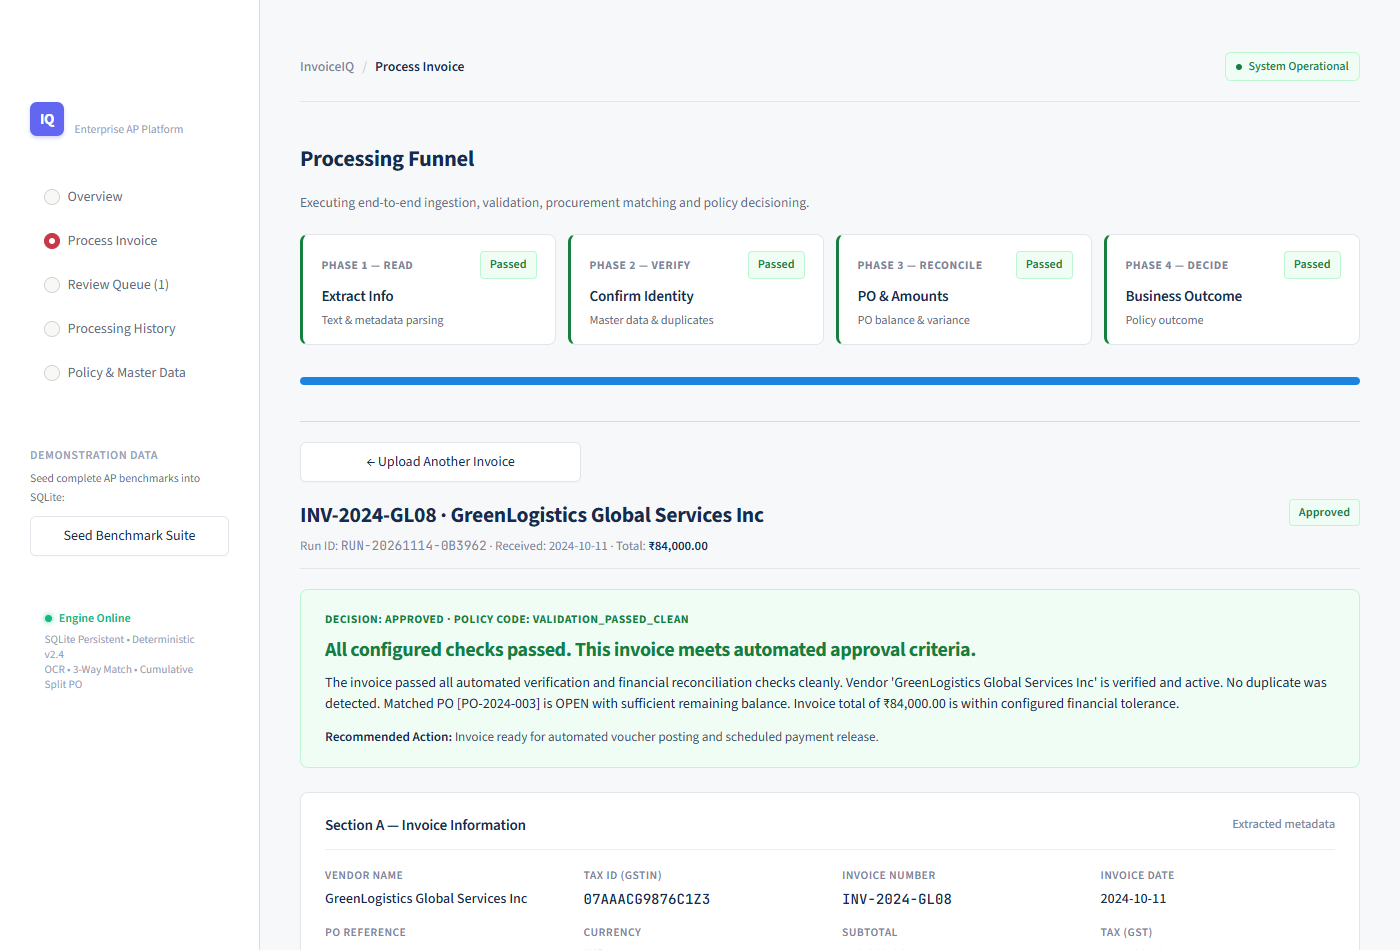 InvoiceIQ / Process Invoice
System Operational
IQ
Enterprise AP Platform
Overview
Process Invoice
Review Queue (1)
Processing History
Policy & Master Data
DEMONSTRATION DATA
Seed complete AP benchmarks into
SQLite:
Seed Benchmark Suite
Engine Online
SQLite Persistent • Deterministic
v2.4
OCR • 3-Way Match • Cumulative
Split PO
Processing Funnel
Executing end-to-end ingestion, validation, procurement matching and policy decisioning.
PHASE 1 — READ
Passed
Extract Info
Text & metadata parsing
PHASE 2 — VERIFY
Passed
Confirm Identity
Master data & duplicates
PHASE 3 — RECONCILE
Passed
PO & Amounts
PO balance & variance
PHASE 4 — DECIDE
Passed
Business Outcome
Policy outcome
← Upload Another Invoice
INV-2024-GL08 · GreenLogistics Global Services Inc
Approved
Run ID: RUN-20261114-0B3962 · Received: 2024-10-11 · Total: ₹84,000.00
DECISION: APPROVED · POLICY CODE: VALIDATION_PASSED_CLEAN
All configured checks passed. This invoice meets automated approval criteria.
The invoice passed all automated verification and financial reconciliation checks cleanly. Vendor 'GreenLogistics Global Services Inc' is verified and active. No duplicate was
detected. Matched PO [PO-2024-003] is OPEN with sufficient remaining balance. Invoice total of ₹84,000.00 is within configured financial tolerance.
Recommended Action: Invoice ready for automated voucher posting and scheduled payment release.
Section A — Invoice Information
Extracted metadata
VENDOR NAME
GreenLogistics Global Services Inc
TAX ID (GSTIN)
07AAACG9876C1Z3
INVOICE NUMBER
INV-2024-GL08
INVOICE DATE
2024-10-11
PO REFERENCE
CURRENCY
SUBTOTAL
TAX (GST)